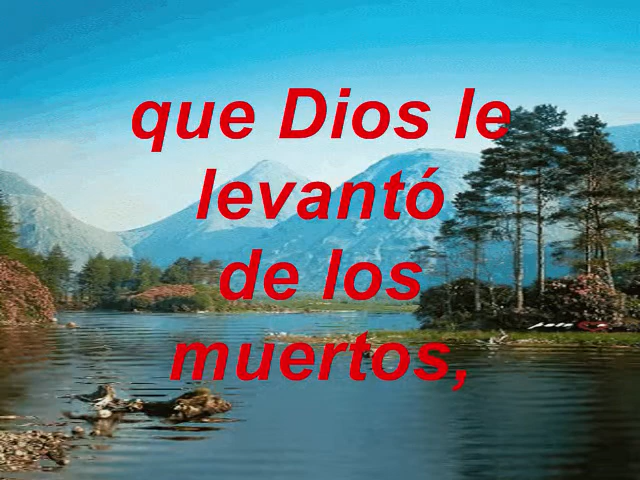 que Dios le
levantó
de los
muertos,